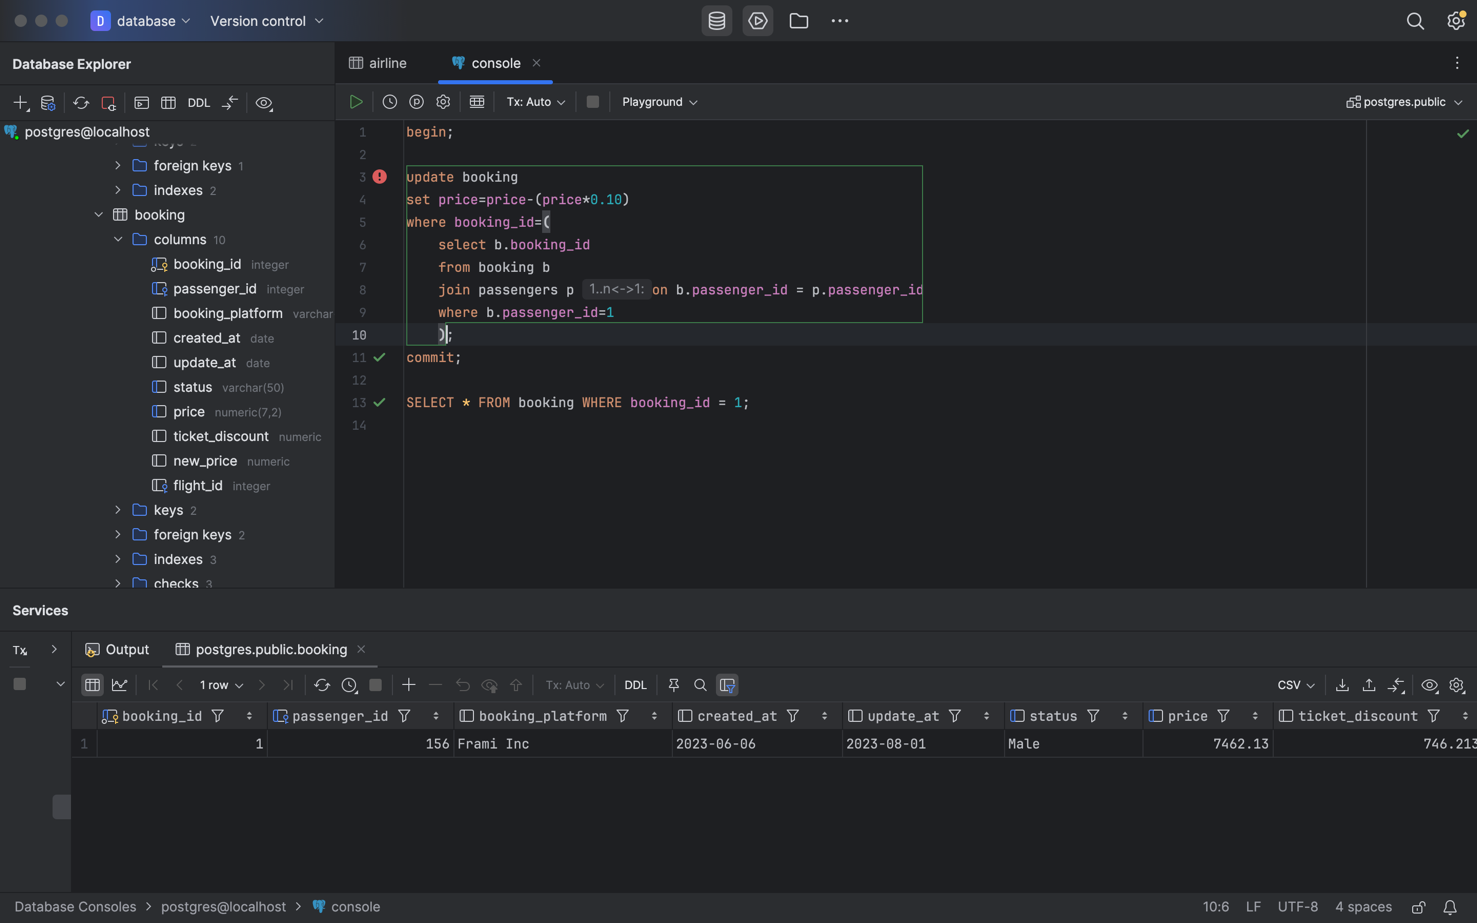 D database Version control
Database Explorer
airline
console
DDL
Tx: Auto
Playground
postgres.public
postgres@localhost
keys
foreign keys 1
indexes 2
booking
columns 10
booking_id integer
passenger_id integer
booking_platform varchar
created_at date
update_at date
status varchar(50)
price numeric(7,2)
ticket_discount numeric
new_price numeric
flight_id integer
keys 2
foreign keys 2
indexes 3
checks 3
1 begin;
2
3 update booking
4 set price=price-(price*0.10)
5 where booking_id=(
6 select b.booking_id
7 from booking b
8 join passengers p 1..n<->1: on b.passenger_id = p.passenger_id
9 where b.passenger_id=1
10 );
11 commit;
12
13 SELECT * FROM booking WHERE booking_id = 1;
14
Services
Tx
Output
postgres.public.booking
1 row
Tx: Auto
DDL
CSV
booking_id passenger_id booking_platform created_at update_at status price ticket_discount
1 1 156 Frami Inc 2023-06-06 2023-08-01 Male 7462.13 746.213
Database Consoles > postgres@localhost > console
10:6 LF UTF-8 4 spaces